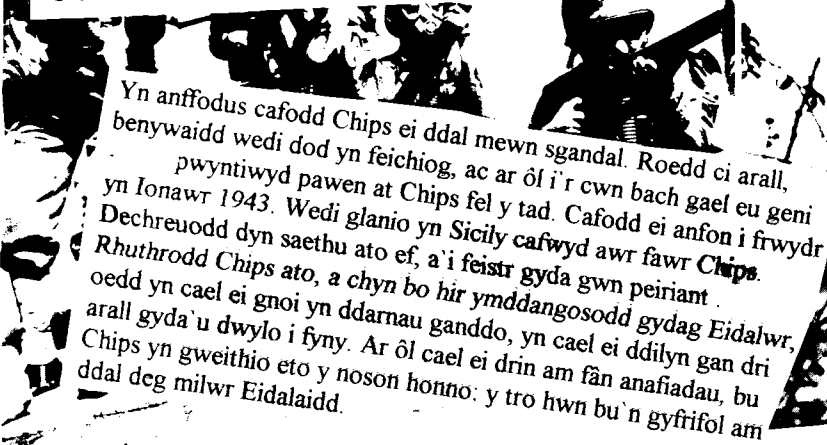 Yn anffodus cafodd Chips ei ddal mewn sgandal. Roedd ci arall,
benywaidd wedi dod yn feichiog, ac ar ôl i`r cwn bach gael eu geni
pwyntiwyd pawen at Chips fel y tad. Cafodd ei anfon i frwydr
yn Ionawr 1943. Wedi glanio yn Sicily cafwyd awr fawr Chips.
Dechreuodd dyn saethu ato ef, a`i feistr gyda gwn peiriant.
Rhuthrodd Chips ato, a chyn bo hir ymddangosodd gydag Eidalwr,
oedd yn cael ei gnoi yn ddarnau ganddo, yn cael ei ddilyn gan dri
arall gyda`u dwylo i fyny. Ar ôl cael ei drin am fân anafiadau, bu
Chips yn gweithio eto y noson honno: y tro hwn bu`n gyfrifol am
ddal deg milwr Eidalaidd.